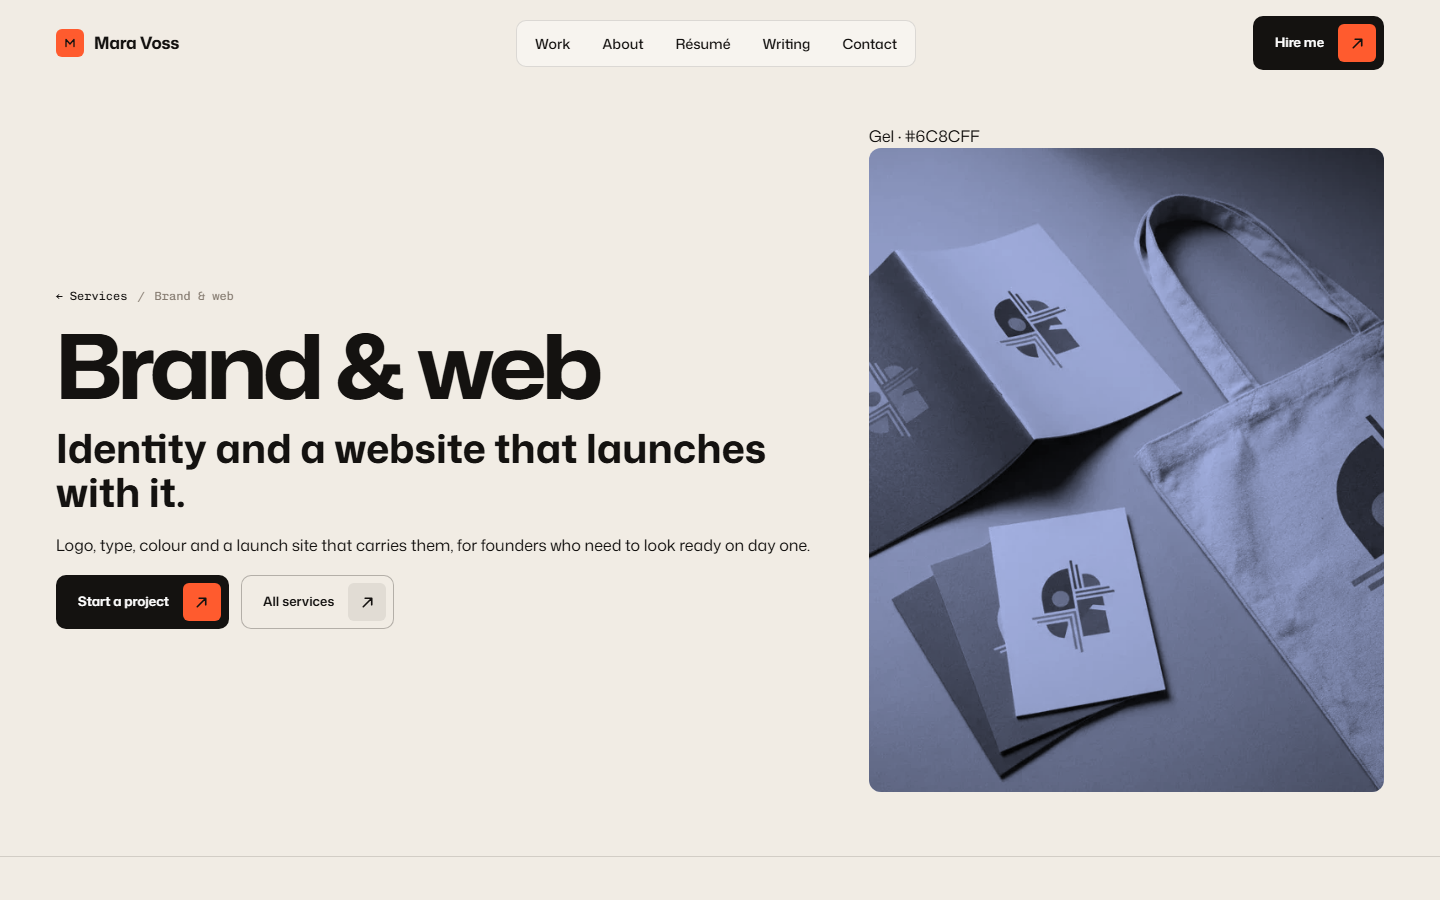 M Mara Voss
Work About Résumé Writing Contact
Hire me
Gel · #6C8CFF
← Services / Brand & web
Brand & web
Identity and a website that launches
with it.
Logo, type, colour and a launch site that carries them, for founders who need to look ready on day one.
Start a project
All services